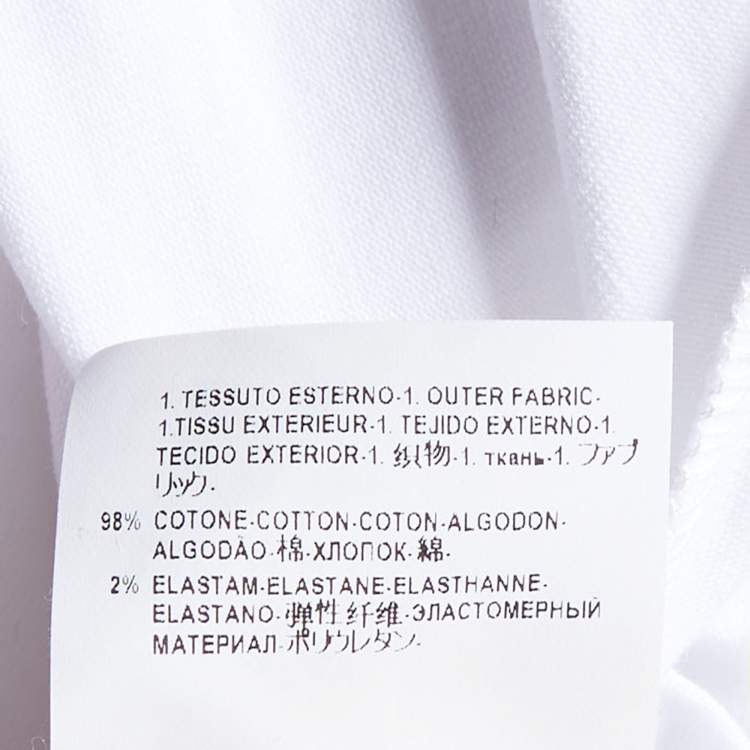 1. TESSUTO ESTERNO-1. OUTER FABRIC-
1.TISSU EXTERIEUR-1. TEJIDO EXTERNO-1.
TECIDO EXTERIOR-1. 织物-1. ткань-1. ファブ
リック-
98% COTONE-COTTON-COTON-ALGODON-
ALGODÃO-棉-ХЛОПОК-綿-
2% ELASTAM-ELASTANE-ELASTHANNE-
ELASTANO-弹性纤维-ЭЛАСТОМЕРНЫЙ
МАТЕРИАЛ-ポリウレタン-